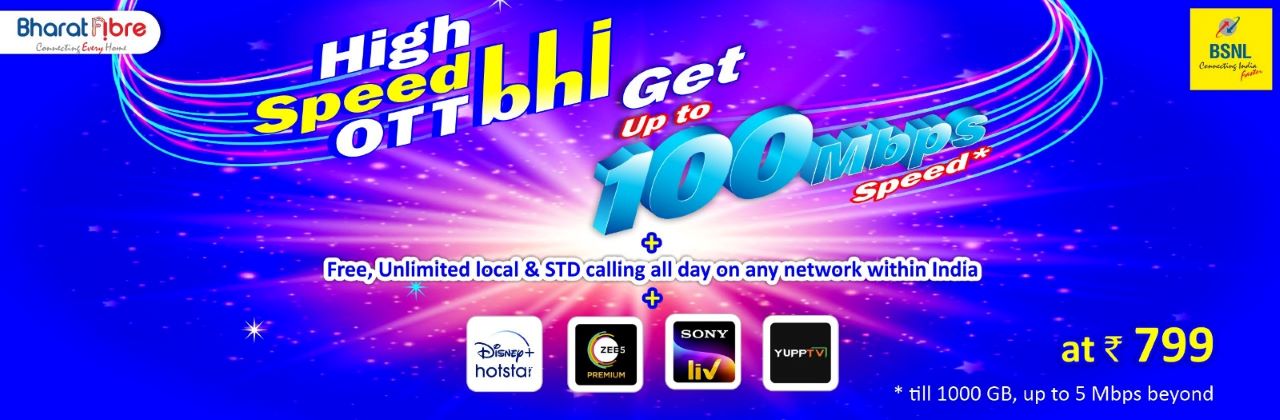 Bharat Fibre
Connecting Every Home
BSNL
Connecting India
faster
High
Speed
OTT bhi Get
Up to
100 Mbps
Speed*
+
Free, Unlimited local & STD calling all day on any network within India
+
Disney+
hotstar
ZEE5
PREMIUM
SONY
liv
YUPPTV
at ₹ 799
* till 1000 GB, up to 5 Mbps beyond